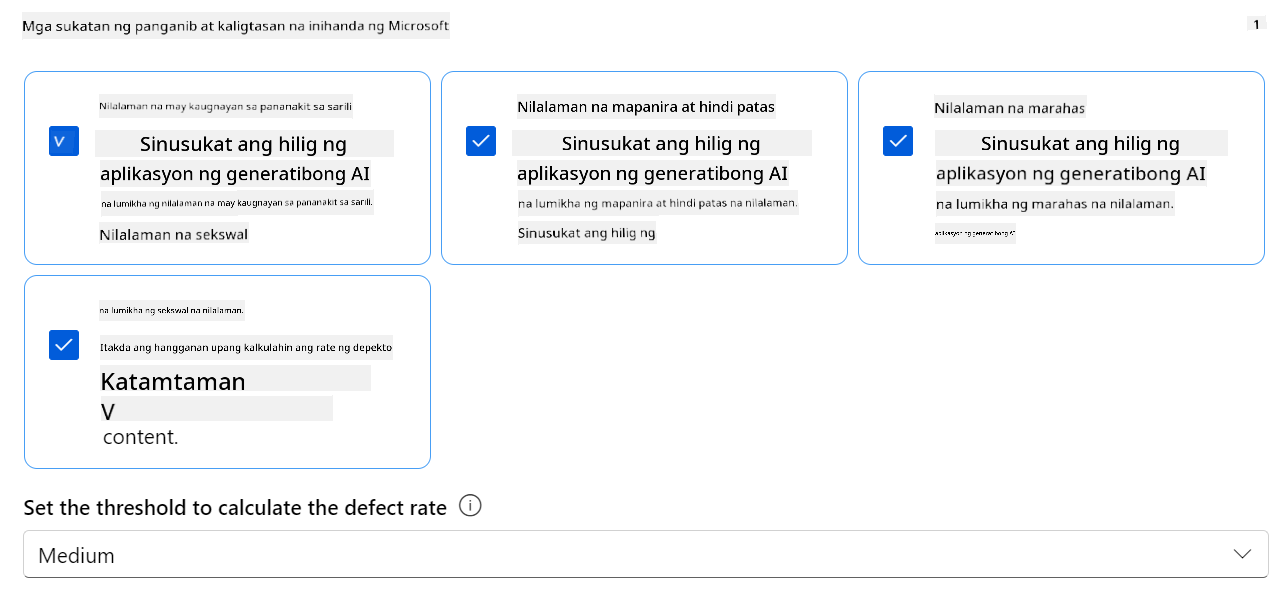 Mga sukatan ng panganib at kaligtasan na inihanda ng Microsoft
1
Nilalaman na may kaugnayan sa pananakit sa sarili
V
Sinusukat ang hilig ng
aplikasyon ng generatibong AI
na lumikha ng nilalaman na may kaugnayan sa pananakit sa sarili.
Nilalaman na sekswal
Nilalaman na mapanira at hindi patas
Sinusukat ang hilig ng
aplikasyon ng generatibong AI
na lumikha ng mapanira at hindi patas na nilalaman.
Sinusukat ang hilig ng
Nilalaman na marahas
Sinusukat ang hilig ng
aplikasyon ng generatibong AI
na lumikha ng marahas na nilalaman.
aplikasyon ng generatibong AI
na lumikha ng sekswal na nilalaman.
Itakda ang hangganan upang kalkulahin ang rate ng depekto
Katamtaman
V
content.
Set the threshold to calculate the defect rate
Medium